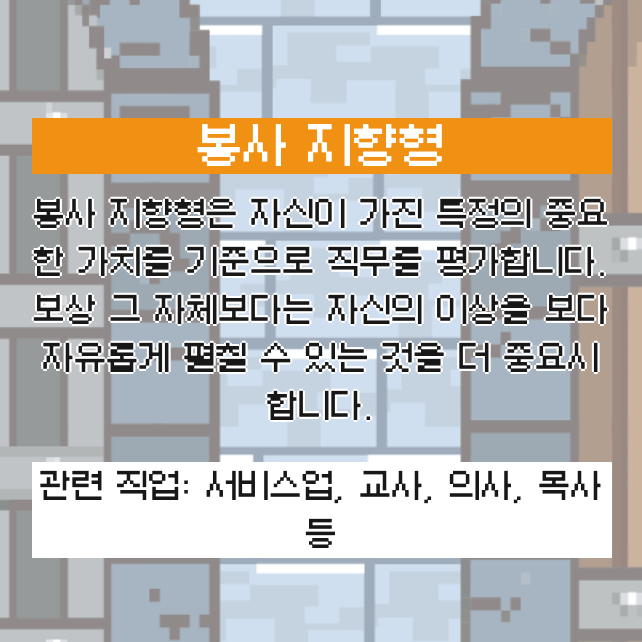 봉사 지향형
봉사 지향형은 자신이 가진 특정의 중요
한 가치를 기준으로 직무를 평가합니다.
보상 그 자체보다는 자신의 이상을 보다
자유롭게 펼칠 수 있는 것을 더 중요시
합니다.
관련 직업: 서비스업, 교사, 의사, 목사
등